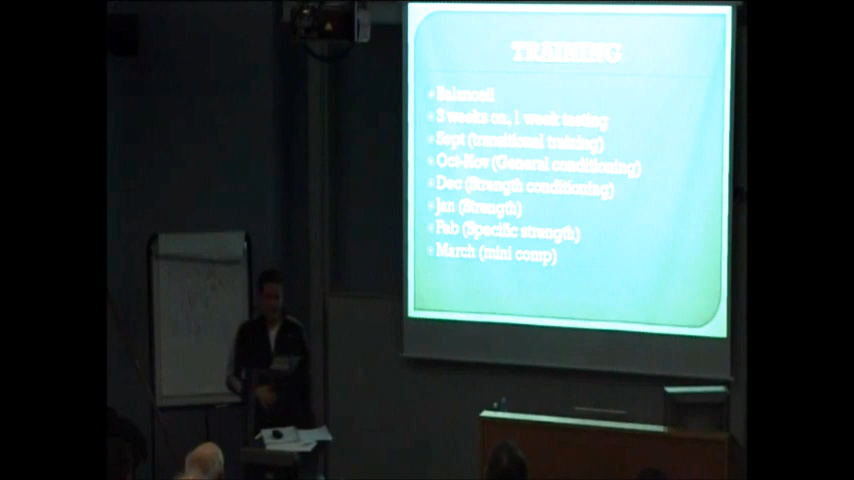 TRAINING
Balance!!
3 weeks on, 1 week testing
Sept (transitional training)
Oct-Nov (General conditioning)
Dec (Strength conditioning)
Jan (Strength)
Feb (Specific strength)
March (mini comp)